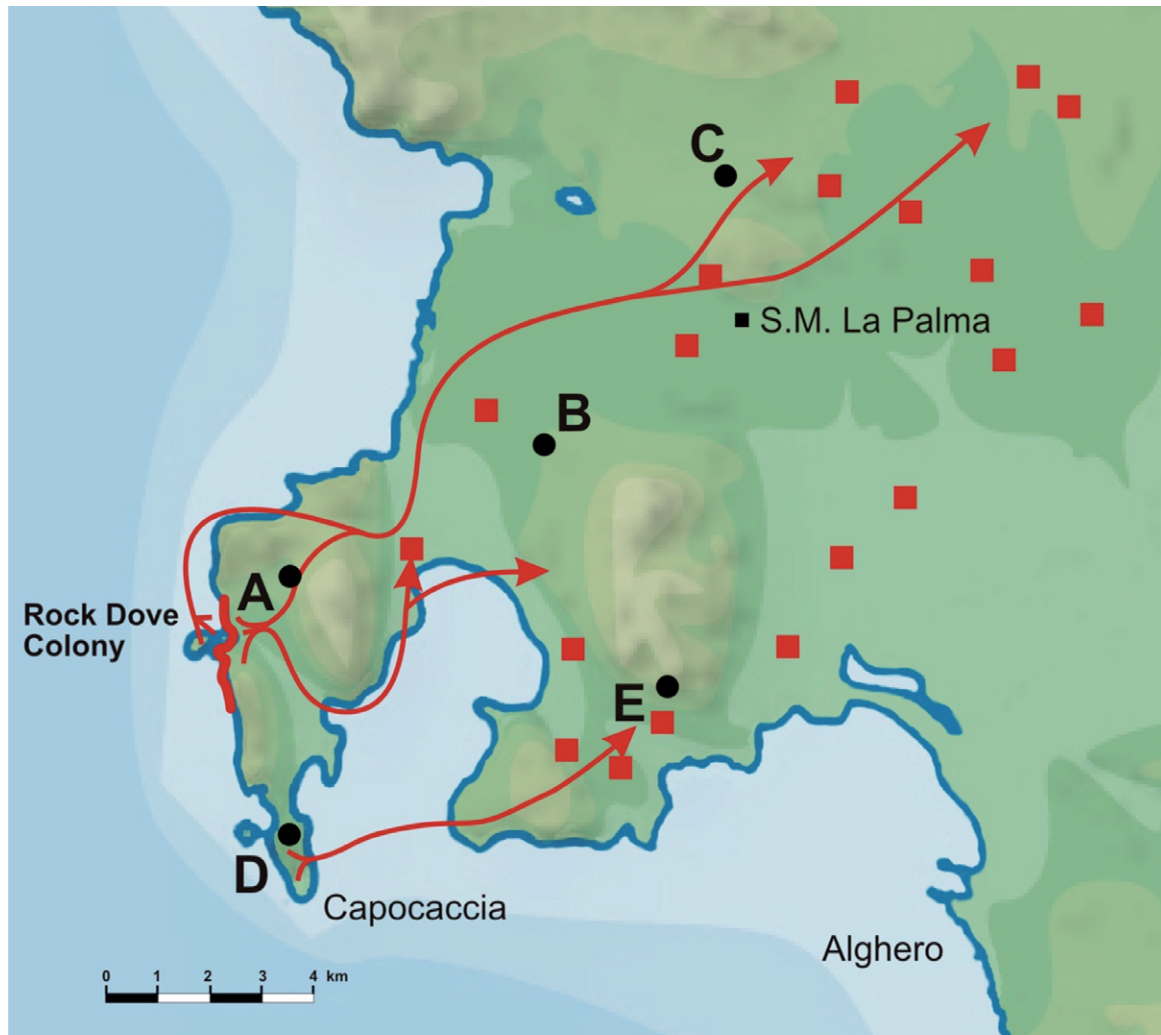 C
S.M. La Palma
B
A
Rock Dove
Colony
E
D
Capocaccia
Alghero
0 1 2 3 4 km